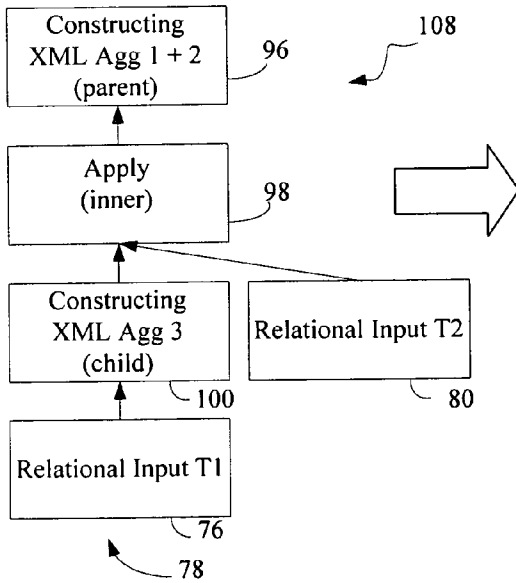 Constructing
XML Agg 1 + 2
(parent)
96
108
Apply
(inner)
98
Constructing
XML Agg 3
(child)
100
Relational Input T2
80
Relational Input T1
76
78